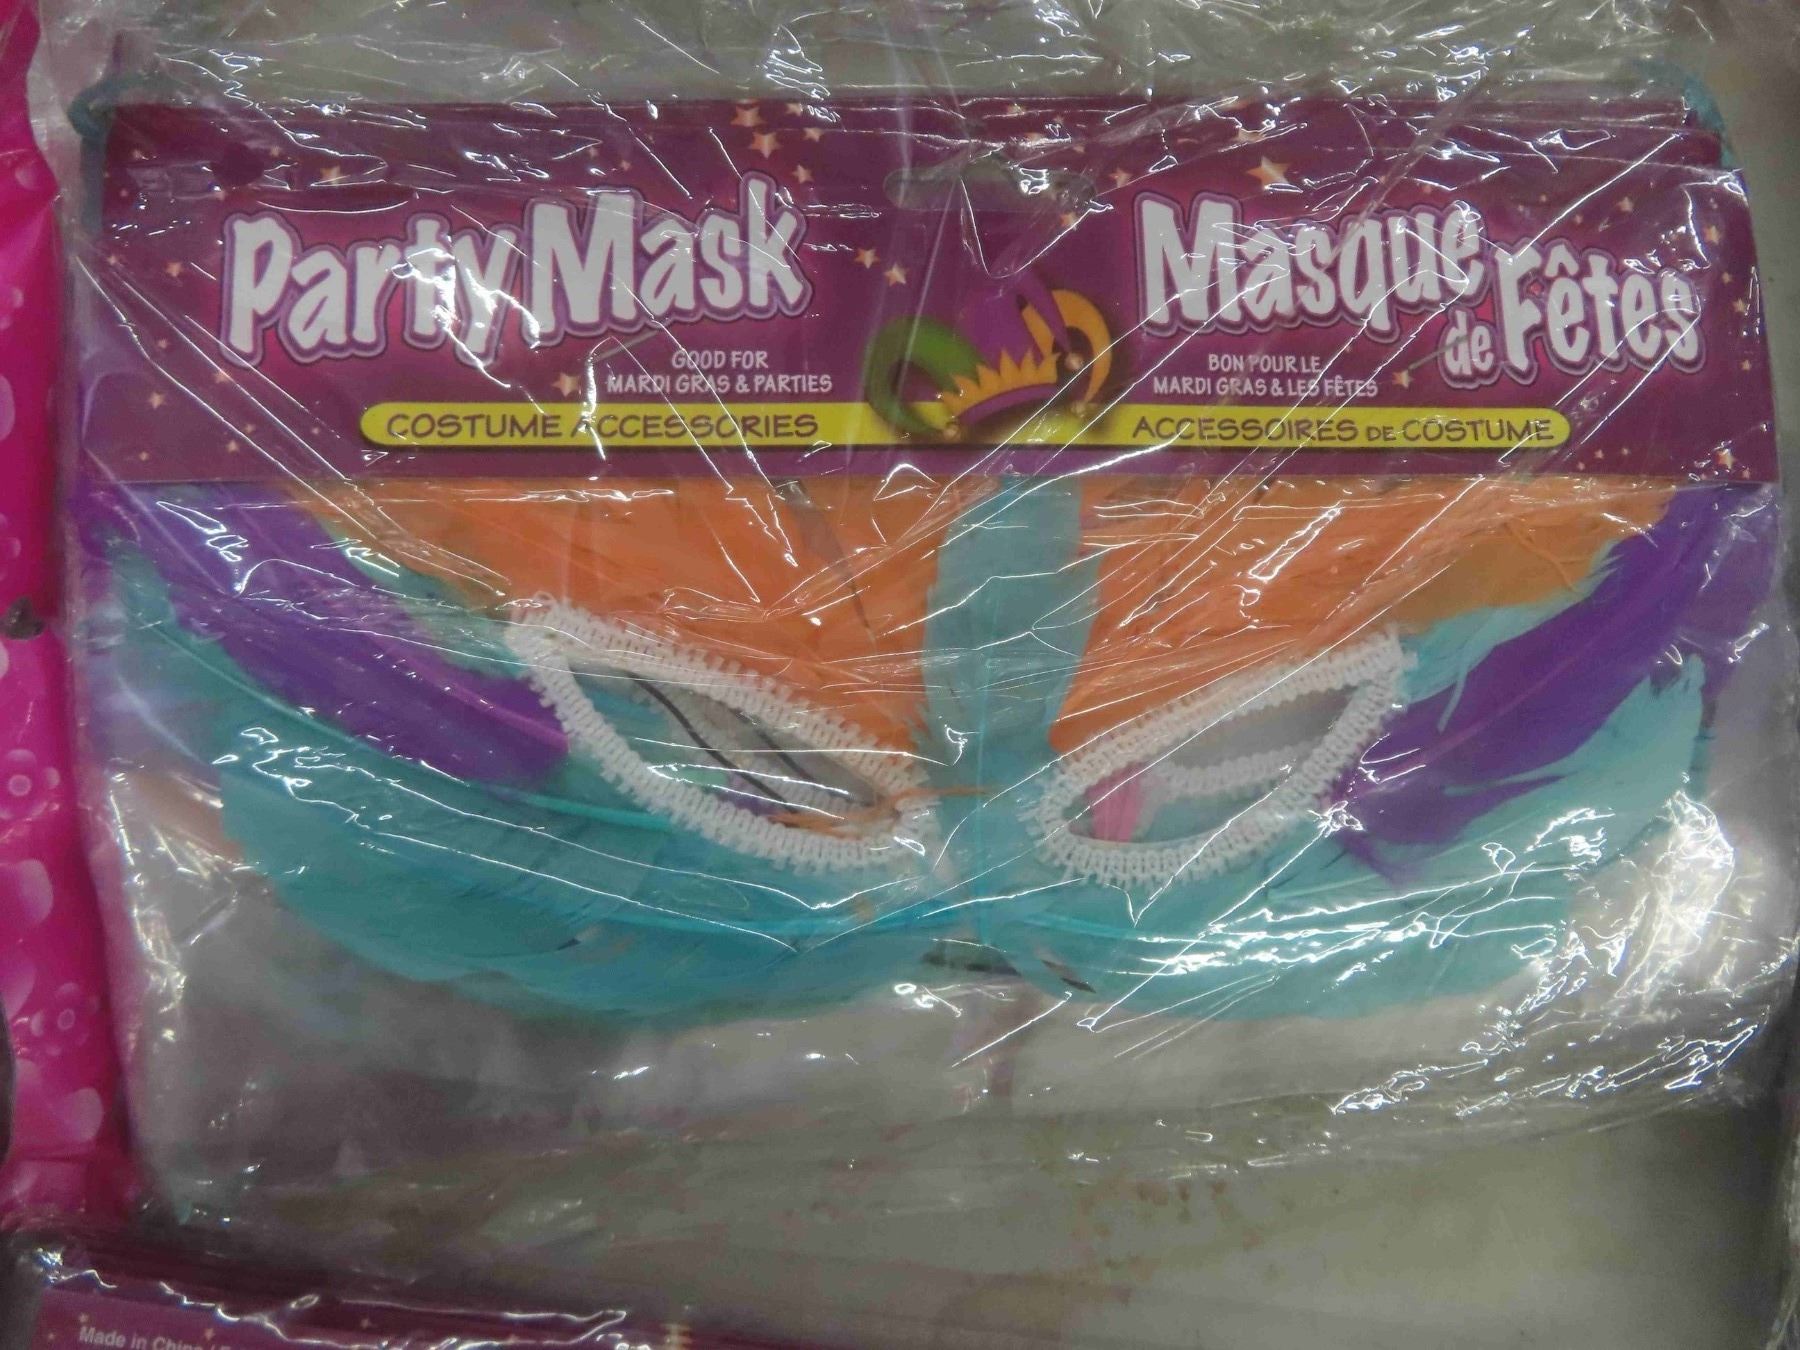 Party Mask
GOOD FOR
MARDI GRAS & PARTIES
COSTUME ACCESSORIES
Masque
de Fêtes
BON POUR LE
MARDI GRAS & LES FÊTES
ACCESSOIRES DE COSTUME
Made in China /